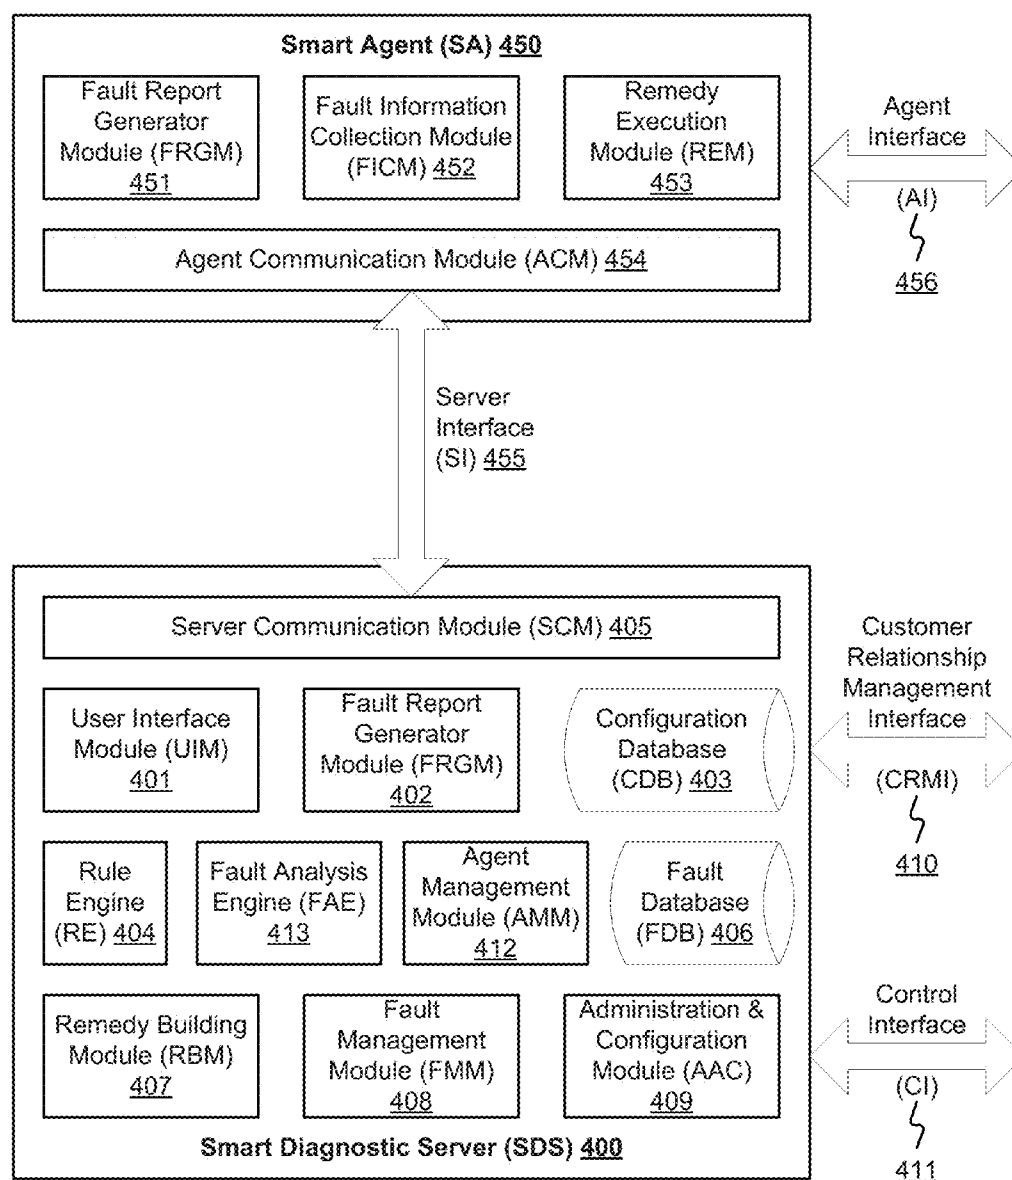 Smart Agent (SA) 450
Fault Report
Generator
Module (FRGM)
451
Fault Information
Collection Module
(FICM) 452
Remedy
Execution
Module (REM)
453
Agent
Interface
(AI)
456
Agent Communication Module (ACM) 454
Server
Interface
(SI) 455
Server Communication Module (SCM) 405
User Interface
Module (UIM)
401
Fault Report
Generator
Module (FRGM)
402
Configuration
Database
(CDB) 403
Customer
Relationship
Management
Interface
(CRMI)
410
Rule
Engine
(RE) 404
Fault Analysis
Engine (FAE)
413
Agent
Management
Module (AMM)
412
Fault
Database
(FDB) 406
Remedy Building
Module (RBM)
407
Fault
Management
Module (FMM)
408
Administration &
Configuration
Module (AAC)
409
Control
Interface
(CI)
411
Smart Diagnostic Server (SDS) 400